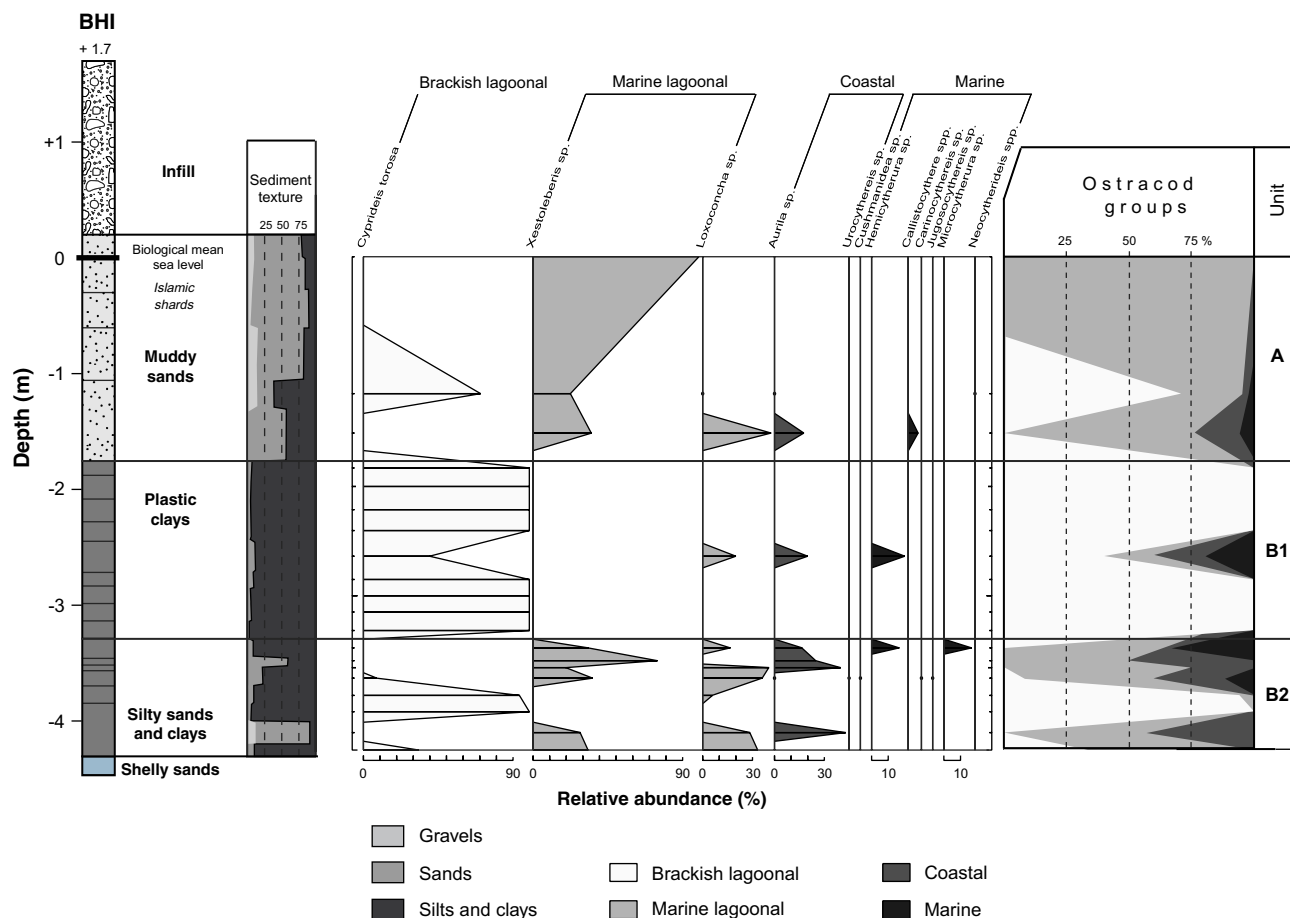 BHI
+ 1.7
Brackish lagoonal
Marine lagoonal
Coastal
Marine
Cyprideis torosa
Xestoleberis sp.
Loxoconcha sp.
Aurila sp.
Urocythereis sp.
Cushmanidea sp.
Hemicytherura sp.
Callistocythere spp.
Carinocythereis sp.
Jugosocythereis sp.
Microcytherura sp.
Neocytherideis spp.
Ostracod
groups
25 50 75 %
Unit
Depth (m)
+1
0
-1
-2
-3
-4
Infill
Sediment
texture
25 50 75
Biological mean
sea level
Islamic
shards
Muddy
sands
Plastic
clays
Silty sands
and clays
Shelly sands
A
B1
B2
0 90 0 90 0 30 0 30 10 10
Relative abundance (%)
Gravels
Sands
Silts and clays
Brackish lagoonal
Marine lagoonal
Coastal
Marine